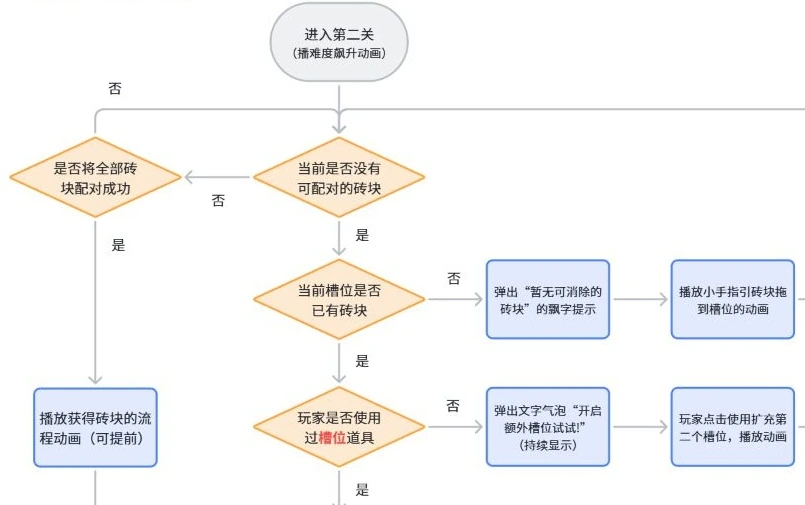 进入第二关
（播难度飙升动画）
否
是否将全部砖
块配对成功
当前是否没有
可配对的砖块
否
是
是
当前槽位是否
已有砖块
否
弹出“暂无可消除的
砖块”的飘字提示
播放小手指引砖块拖
到槽位的动画
是
播放获得砖块的流
程动画（可提前）
玩家是否使用
过槽位道具
否
弹出文字气泡“开启
额外槽位试试!”
（持续显示）
玩家点击使用扩充第
二个槽位，播放动画
是